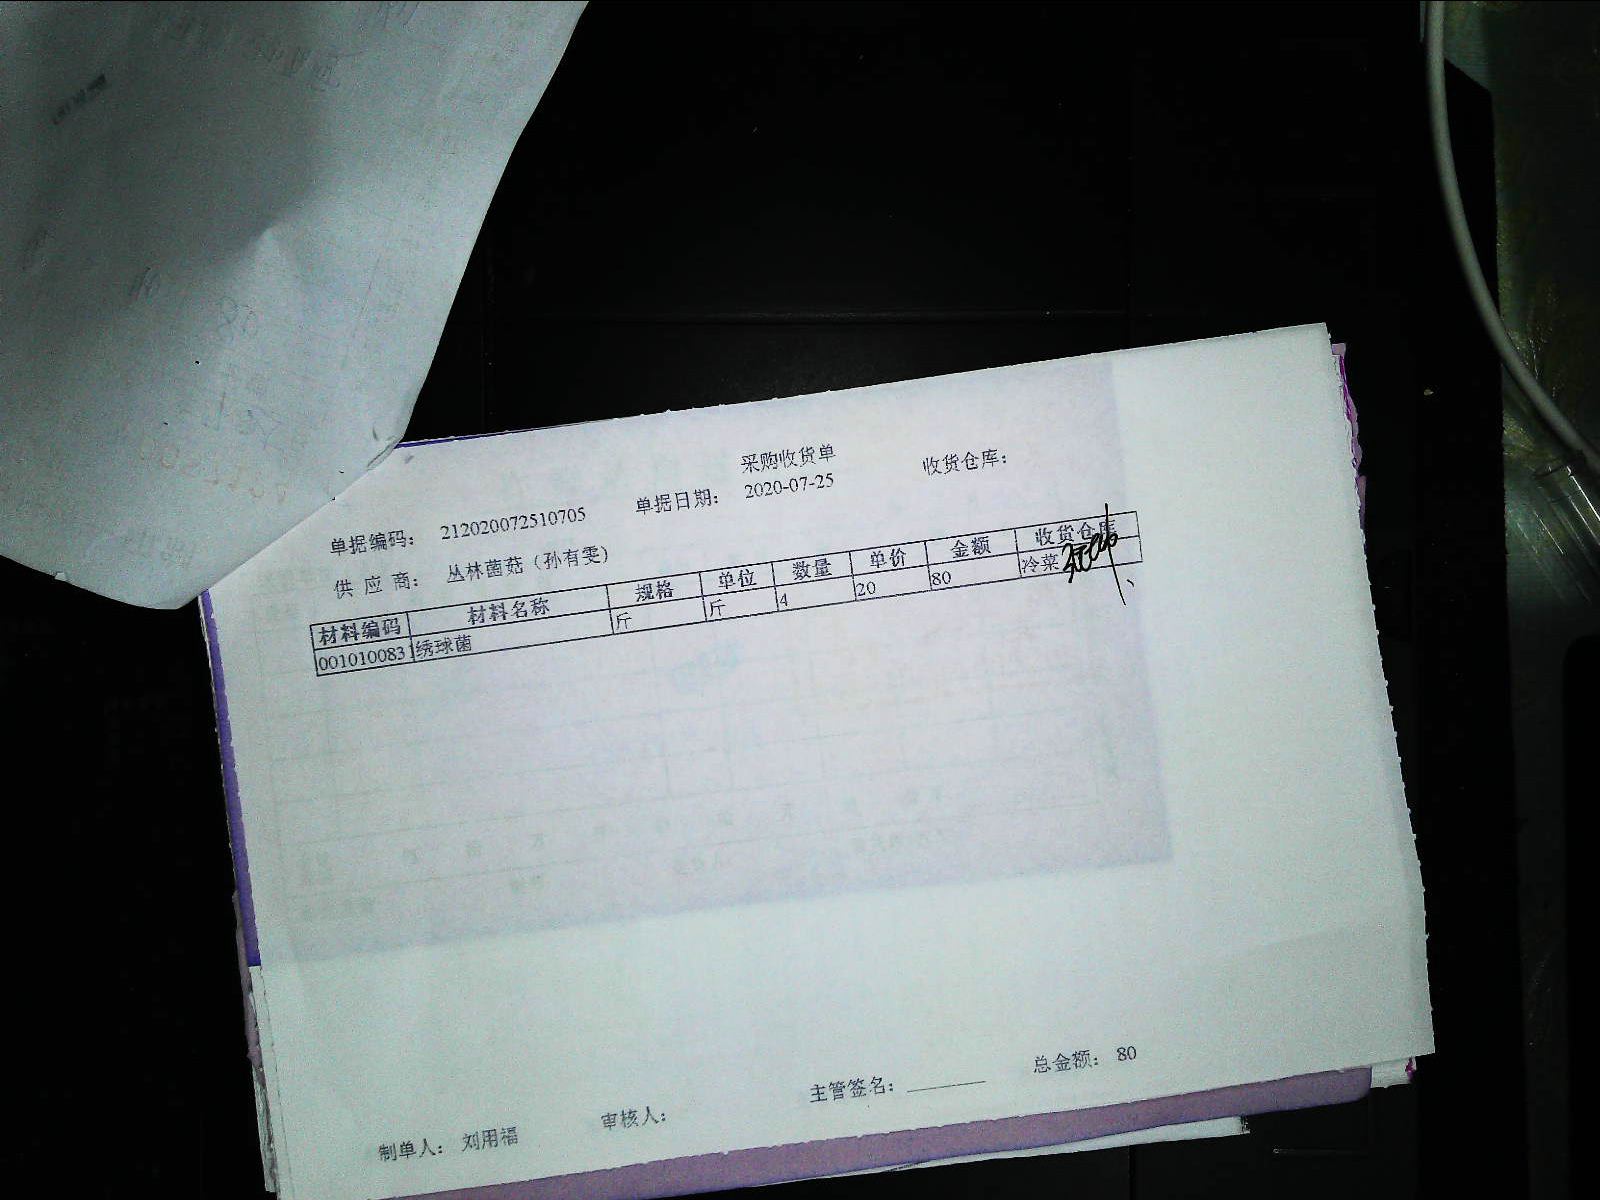 采购收货单
单据编码： 212020072510705 单据日期： 2020-07-25 收货仓库：
供 应 商： 丛林菌菇（孙有雯）
材料编码 材料名称 规格 单位 数量 单价 金额 收货仓库
0010100831 绣球菌 斤 斤 4 20 80 冷菜
制单人： 刘用福 审核人： 主管签名： 总金额： 80